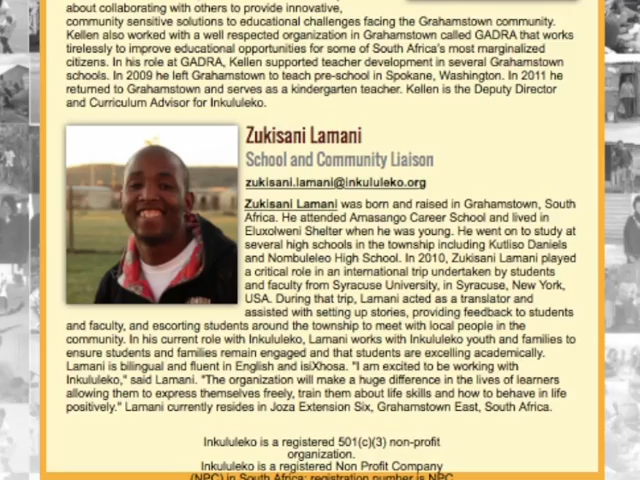 about collaborating with others to provide innovative,
community sensitive solutions to educational challenges facing the Grahamstown community.
Kellen also worked with a well respected organization in Grahamstown called GADRA that works
tirelessly to improve educational opportunities for some of South Africa's most marginalized
citizens. In his role at GADRA, Kellen supported teacher development in several Grahamstown
schools. In 2009 he left Grahamstown to teach pre-school in Spokane, Washington. In 2011 he
returned to Grahamstown and serves as a kindergarten teacher. Kellen is the Deputy Director
and Curriculum Advisor for Inkululeko.
Zukisani Lamani
School and Community Liaison
zukisani.lamani@inkululeko.org
Zukisani Lamani was born and raised in Grahamstown, South
Africa. He attended Amasango Career School and lived in
Eluxolweni Shelter when he was young. He went on to study at
several high schools in the township including Kutliso Daniels
and Nombuleleo High School. In 2010, Zukisani Lamani played
a critical role in an international trip undertaken by students
and faculty from Syracuse University, in Syracuse, New York,
USA. During that trip, Lamani acted as a translator and
assisted with setting up stories, providing feedback to students
and faculty, and escorting students around the township to meet with local people in the
community. In his current role with Inkululeko, Lamani works with Inkululeko youth and families to
ensure students and families remain engaged and that students are excelling academically.
Lamani is bilingual and fluent in English and isiXhosa. "I am excited to be working with
Inkululeko," said Lamani. "The organization will make a huge difference in the lives of learners
allowing them to express themselves freely, train them about life skills and how to behave in life
positively." Lamani currently resides in Joza Extension Six, Grahamstown East, South Africa.
Inkululeko is a registered 501(c)(3) non-profit
organization.
Inkululeko is a registered Non Profit Company
(NPC) in South Africa: registration number is NPC